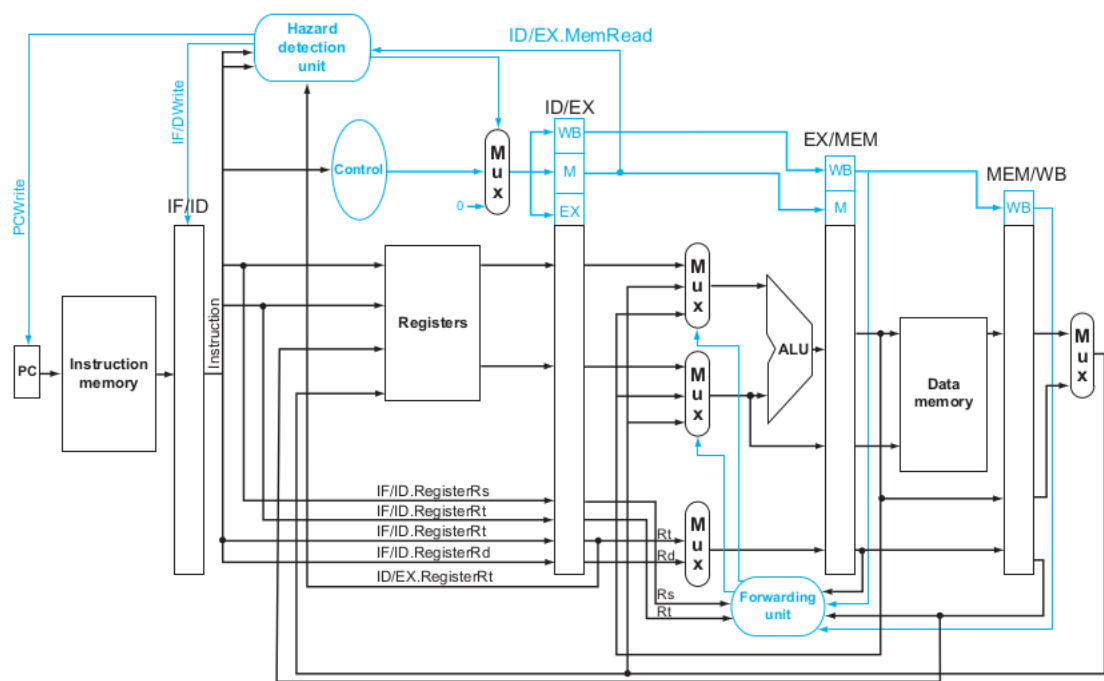 Hazard
detection
unit
ID/EX.MemRead
PCWrite
IF/DWrite
ID/EX
WB
M
EX
Control
Mux
0
EX/MEM
WB
M
MEM/WB
WB
IF/ID
PC
Instruction
memory
Instruction
Registers
Mux
Mux
ALU
Data
memory
Mux
IF/ID.RegisterRs
IF/ID.RegisterRt
IF/ID.RegisterRt
IF/ID.RegisterRd
ID/EX.RegisterRt
Rt
Rd
Mux
Rs
Rt
Forwarding
unit